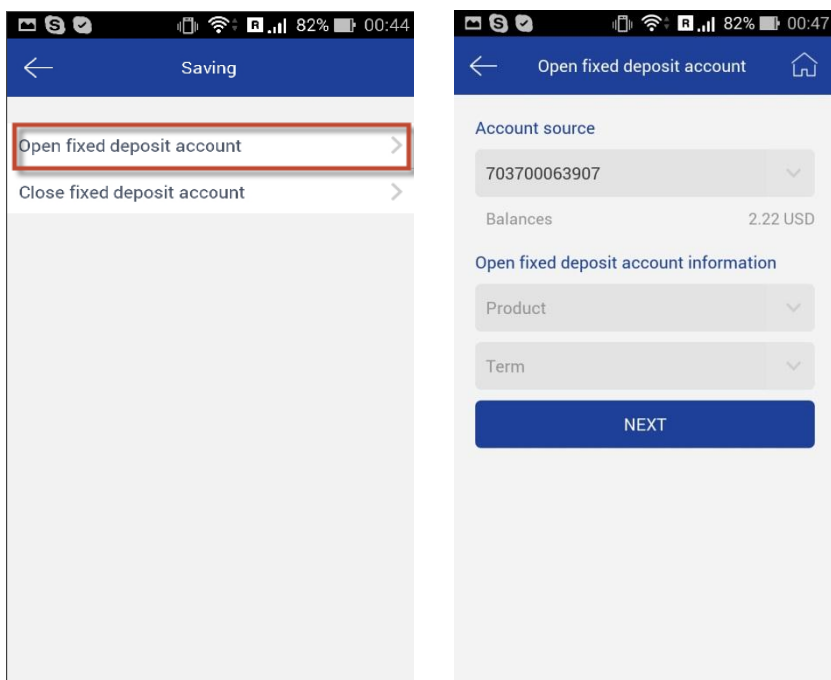 82% 00:44
Saving
Open fixed deposit account
Close fixed deposit account
R 82% 00:47
Open fixed deposit account
Account source
703700063907
Balances 2.22 USD
Open fixed deposit account information
Product
Term
NEXT